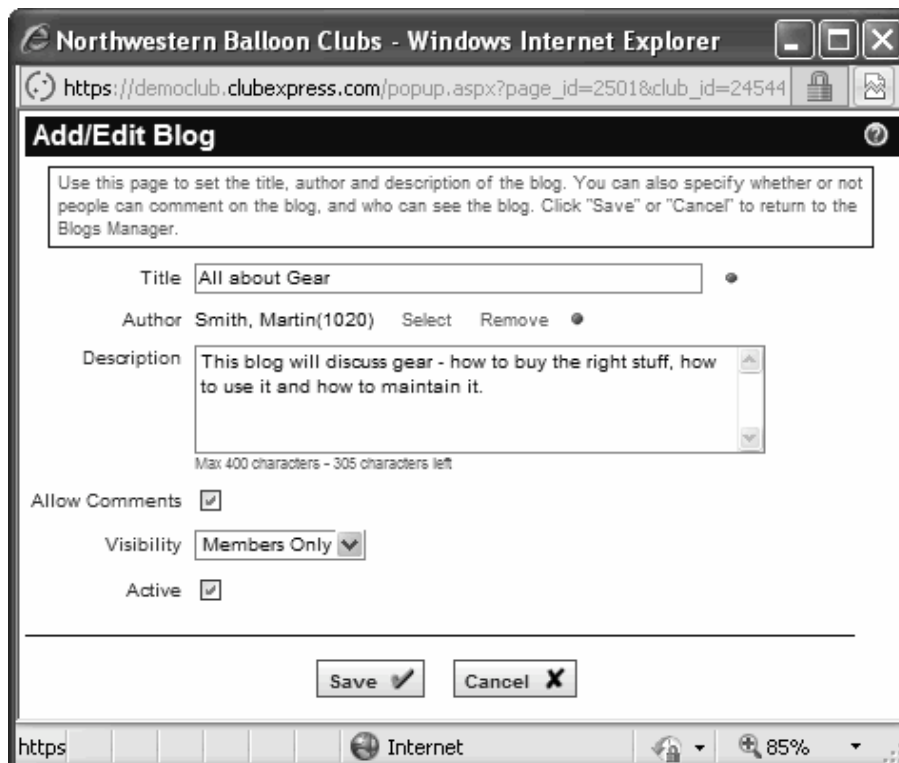 Northwestern Balloon Clubs - Windows Internet Explorer
https://democlub.clubexpress.com/popup.aspx?page_id=2501&club_id=24544
Add/Edit Blog
Use this page to set the title, author and description of the blog. You can also specify whether or not
people can comment on the blog, and who can see the blog. Click "Save" or "Cancel" to return to the
Blogs Manager.
Title All about Gear
Author Smith, Martin(1020) Select Remove
Description This blog will discuss gear - how to buy the right stuff, how
to use it and how to maintain it.
Max 400 characters - 305 characters left
Allow Comments
Visibility Members Only
Active
Save Cancel
https Internet 85%